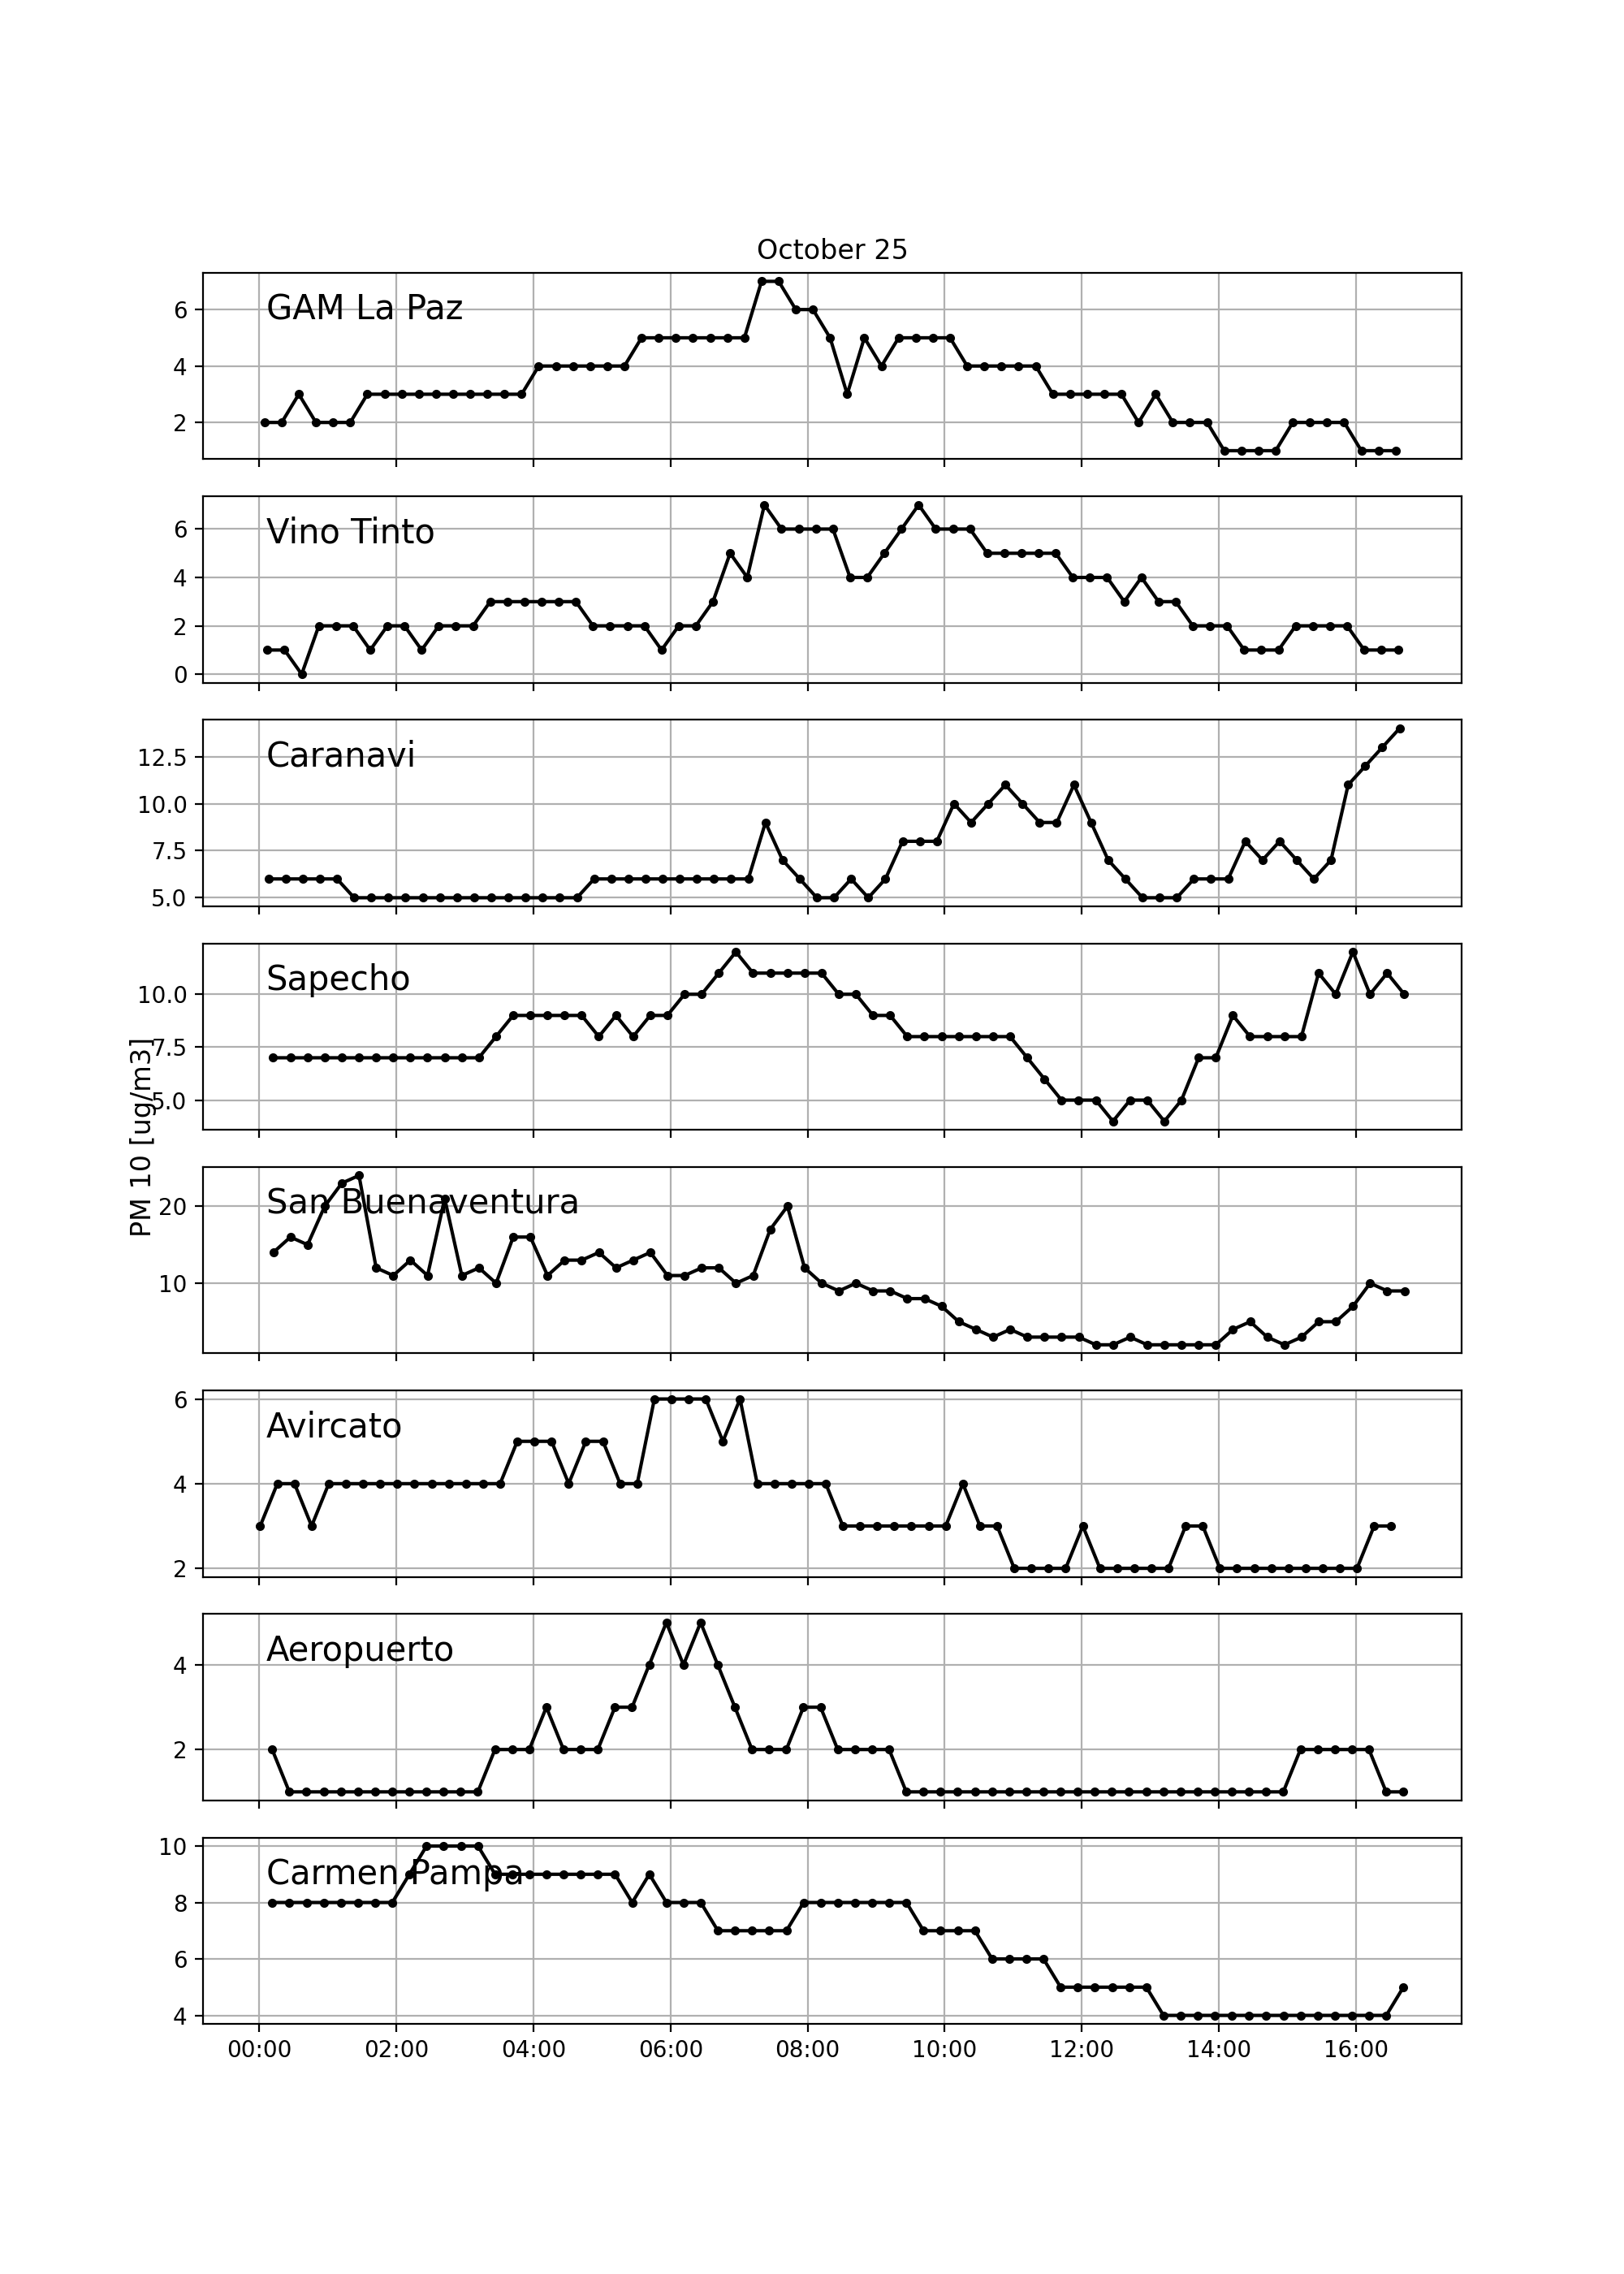 October 25
GAM La Paz
6
4
2
Vino Tinto
6
4
2
0
Caranavi
12.5
10.0
7.5
5.0
Sapecho
10.0
7.5
5.0
PM 10 [ug/m3]
San Buenaventura
20
10
Avircato
6
4
2
Aeropuerto
4
2
Carmen Pampa
10
8
6
4
00:00 02:00 04:00 06:00 08:00 10:00 12:00 14:00 16:00